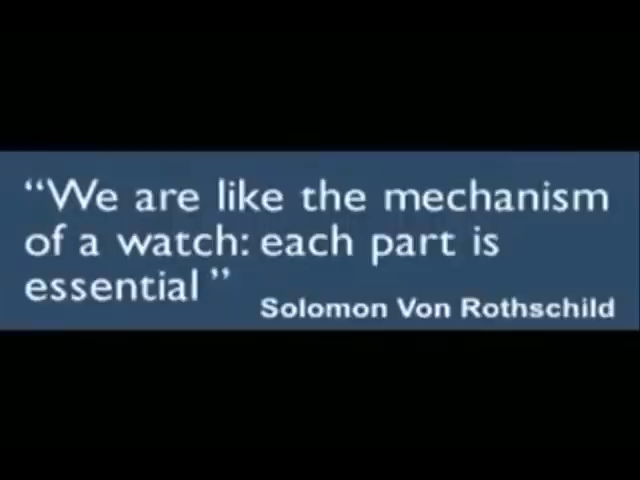 “We are like the mechanism
of a watch: each part is
essential ”
Solomon Von Rothschild